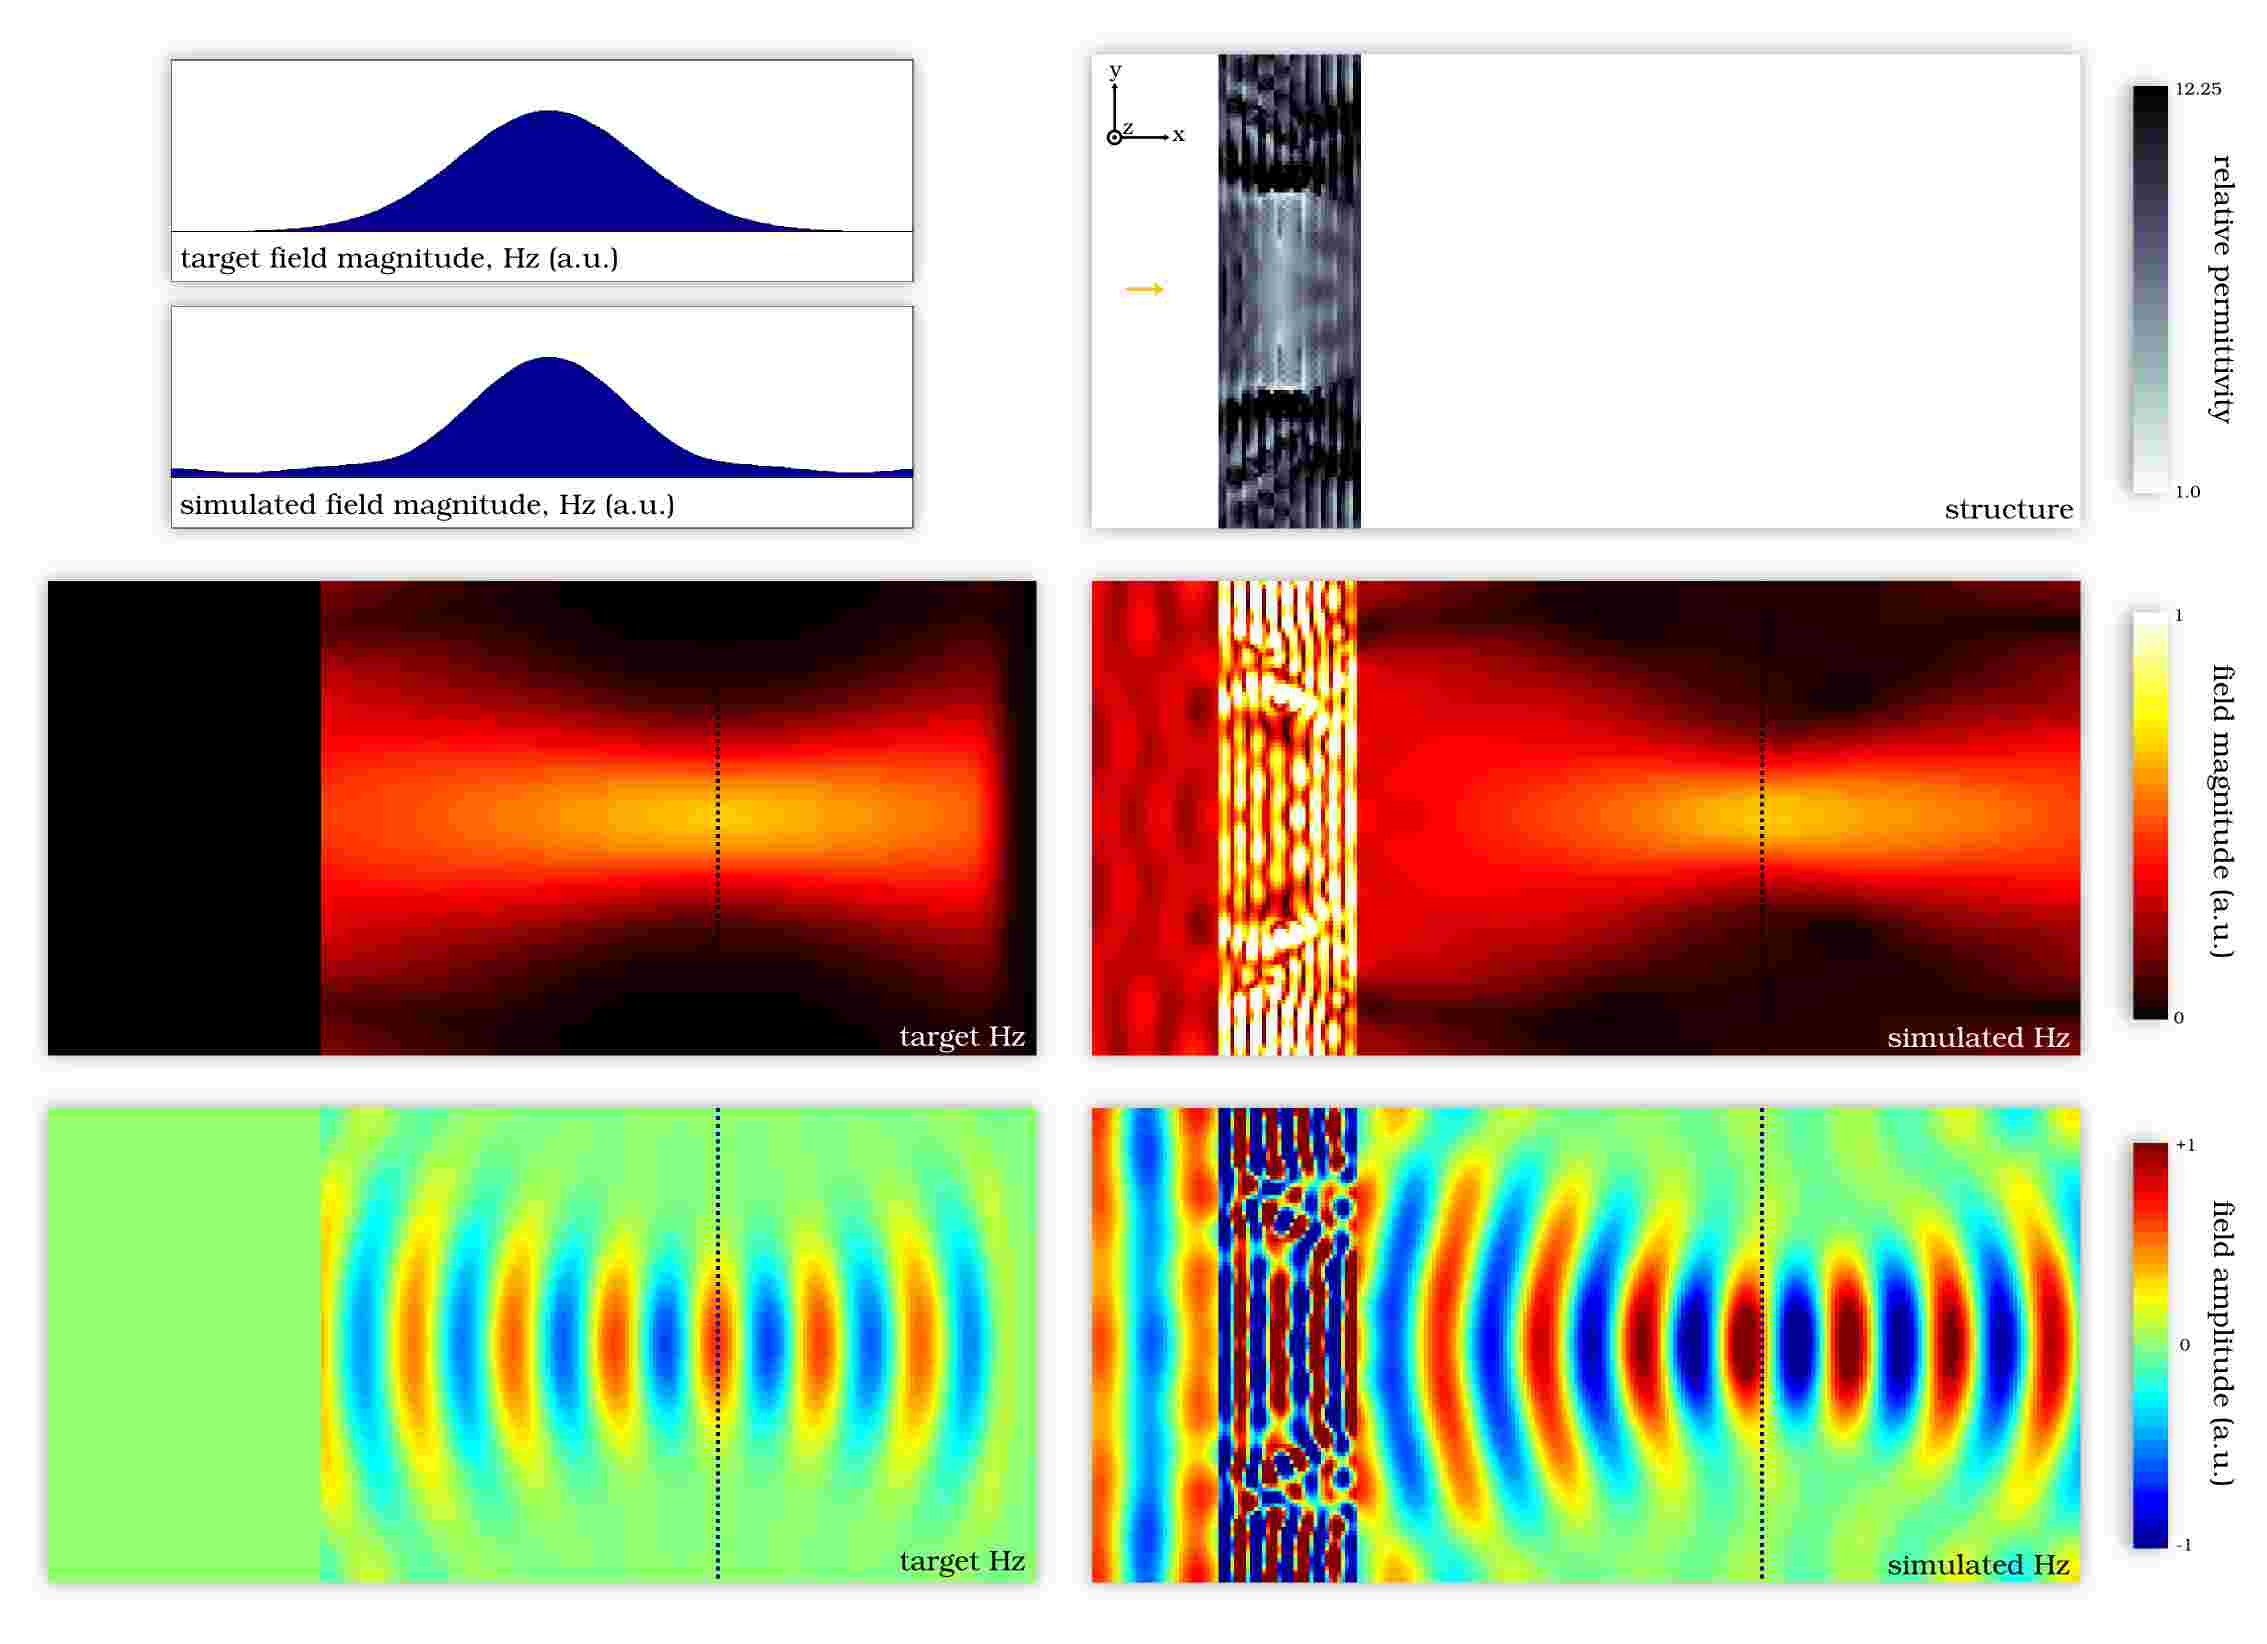 target field magnitude, Hz (a.u.)
simulated field magnitude, Hz (a.u.)
y
z
x
structure
12.25
relative permittivity
1.0
target Hz
simulated Hz
1
field magnitude (a.u.)
0
target Hz
simulated Hz
+1
field amplitude (a.u.)
0
-1